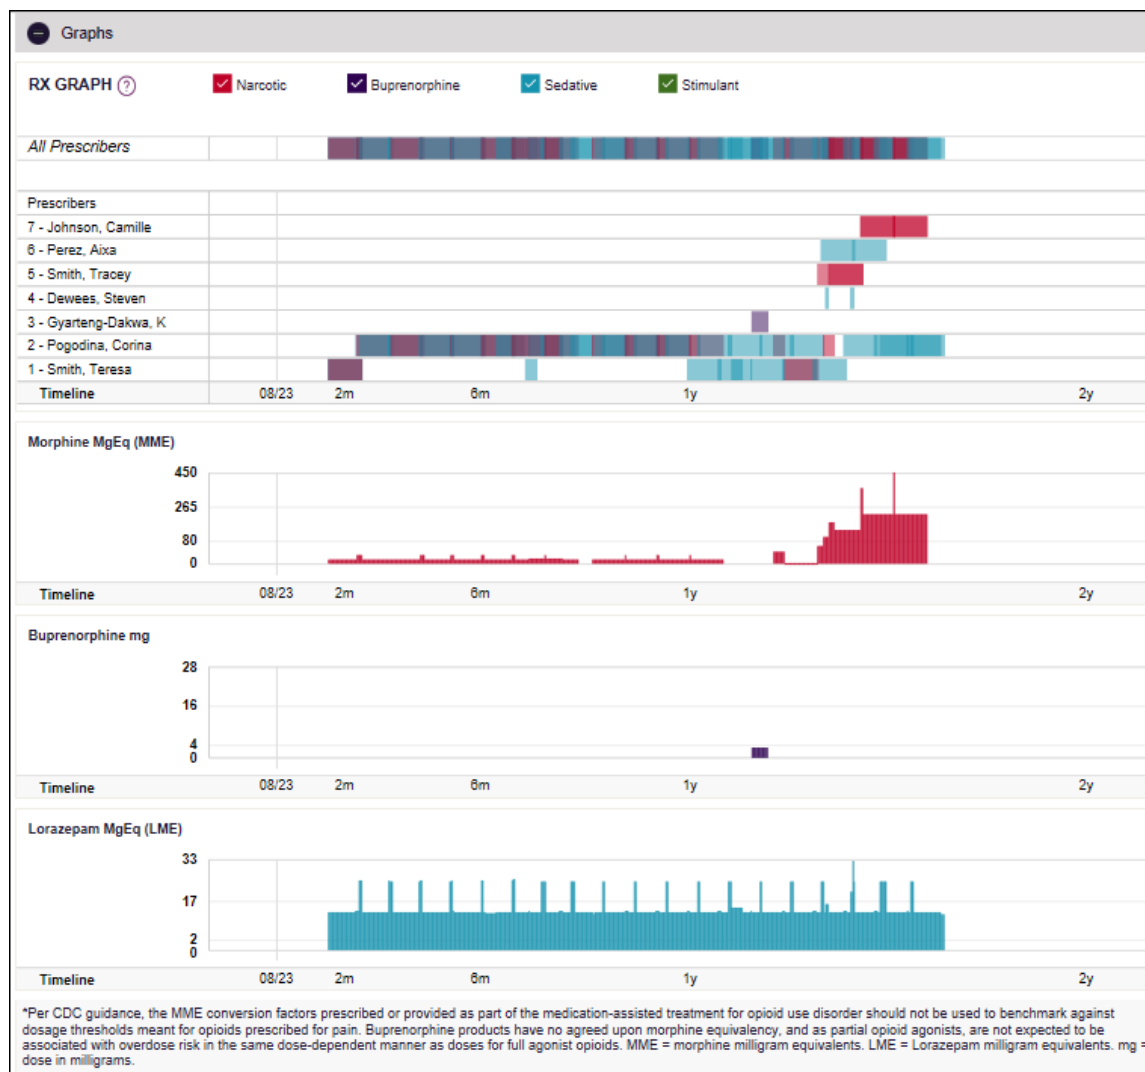 Graphs
RX GRAPH ? Narcotic Buprenorphine Sedative Stimulant
All Prescribers
Prescribers
7 - Johnson, Camille
6 - Perez, Aixa
5 - Smith, Tracey
4 - Dewees, Steven
3 - Gyarteng-Dakwa, K
2 - Pogodina, Corina
1 - Smith, Teresa
Timeline 08/23 2m 6m 1y 2y
Morphine MgEq (MME)
450
265
80
0
Timeline 08/23 2m 6m 1y 2y
Buprenorphine mg
28
16
4
0
Timeline 08/23 2m 6m 1y 2y
Lorazepam MgEq (LME)
33
17
2
0
Timeline 08/23 2m 6m 1y 2y
*Per CDC guidance, the MME conversion factors prescribed or provided as part of the medication-assisted treatment for opioid use disorder should not be used to benchmark against
dosage thresholds meant for opioids prescribed for pain. Buprenorphine products have no agreed upon morphine equivalency, and as partial opioid agonists, are not expected to be
associated with overdose risk in the same dose-dependent manner as doses for full agonist opioids. MME = morphine milligram equivalents. LME = Lorazepam milligram equivalents. mg =
dose in milligrams.